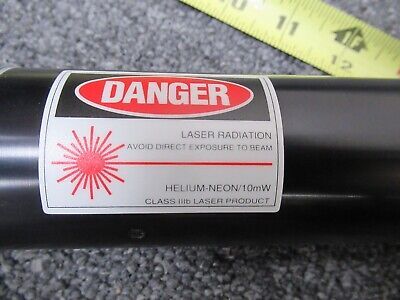 11
12
DANGER
LASER RADIATION
AVOID DIRECT EXPOSURE TO BEAM
HELIUM-NEON/10mW
CLASS IIIb LASER PRODUCT